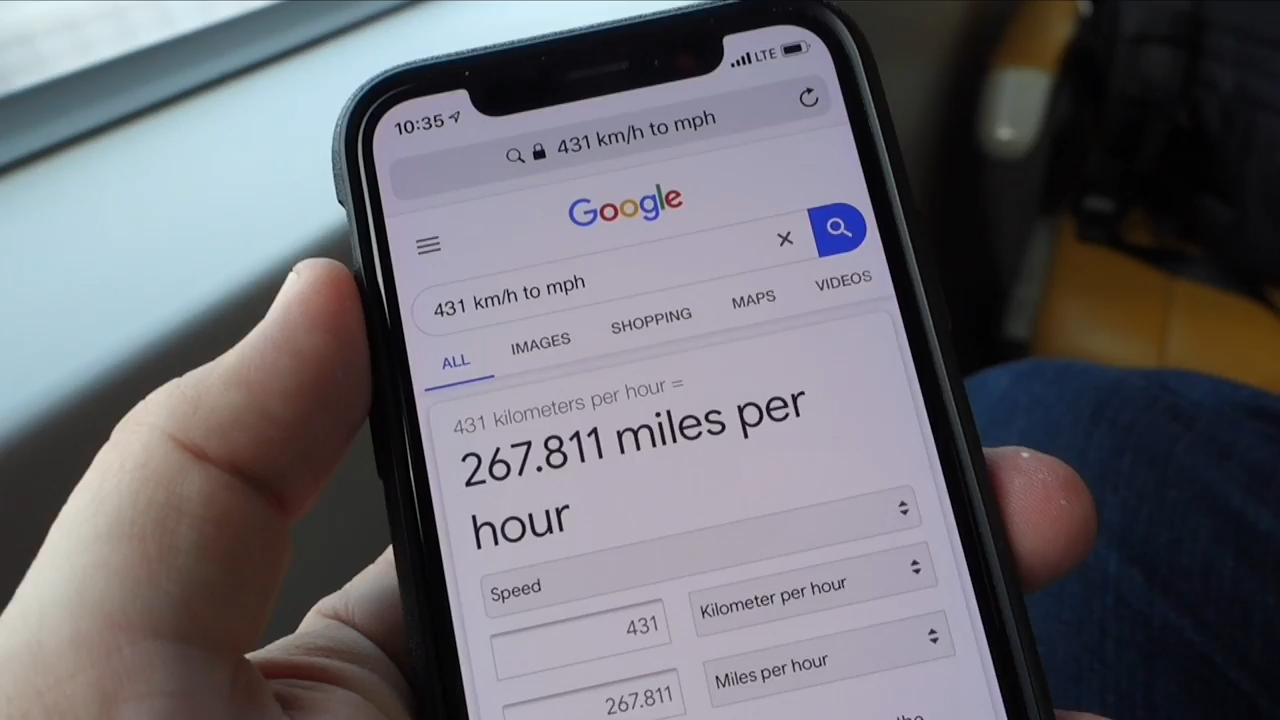 10:35
LTE
431 km/h to mph
Google
431 km/h to mph
ALL IMAGES SHOPPING MAPS VIDEOS
431 kilometers per hour =
267.811 miles per
hour
Speed
431 Kilometer per hour
267.811 Miles per hour
the